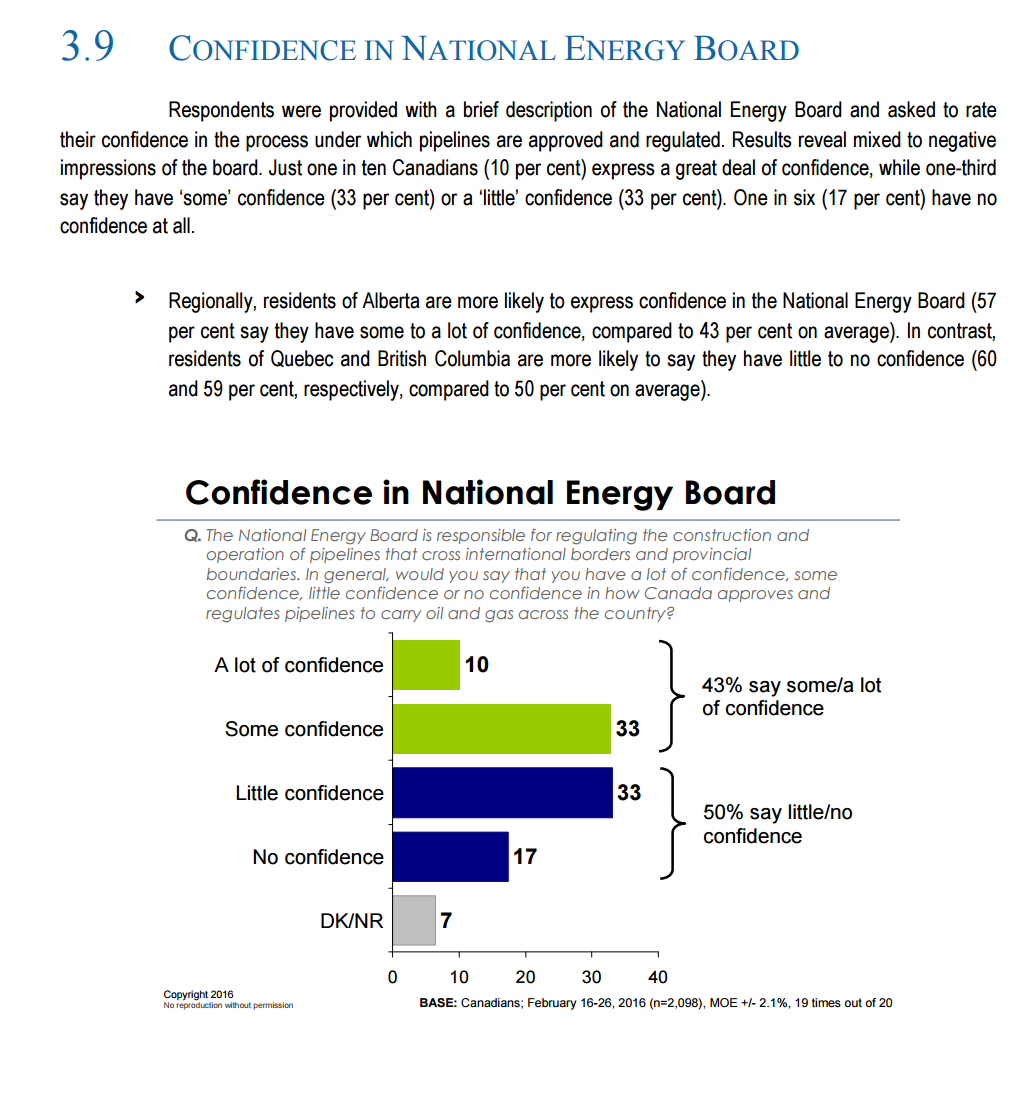 3.9 CONFIDENCE IN NATIONAL ENERGY BOARD
Respondents were provided with a brief description of the National Energy Board and asked to rate
their confidence in the process under which pipelines are approved and regulated. Results reveal mixed to negative
impressions of the board. Just one in ten Canadians (10 per cent) express a great deal of confidence, while one-third
say they have ‘some’ confidence (33 per cent) or a ‘little’ confidence (33 per cent). One in six (17 per cent) have no
confidence at all.
> Regionally, residents of Alberta are more likely to express confidence in the National Energy Board (57
per cent say they have some to a lot of confidence, compared to 43 per cent on average). In contrast,
residents of Quebec and British Columbia are more likely to say they have little to no confidence (60
and 59 per cent, respectively, compared to 50 per cent on average).
Confidence in National Energy Board
Q. The National Energy Board is responsible for regulating the construction and
operation of pipelines that cross international borders and provincial
boundaries. In general, would you say that you have a lot of confidence, some
confidence, little confidence or no confidence in how Canada approves and
regulates pipelines to carry oil and gas across the country?
A lot of confidence 10
43% say some/a lot
of confidence
Some confidence 33
Little confidence 33
50% say little/no
confidence
No confidence 17
DK/NR 7
0 10 20 30 40
Copyright 2016
No reproduction without permission
BASE: Canadians; February 16-26, 2016 (n=2,098), MOE +/- 2.1%, 19 times out of 20